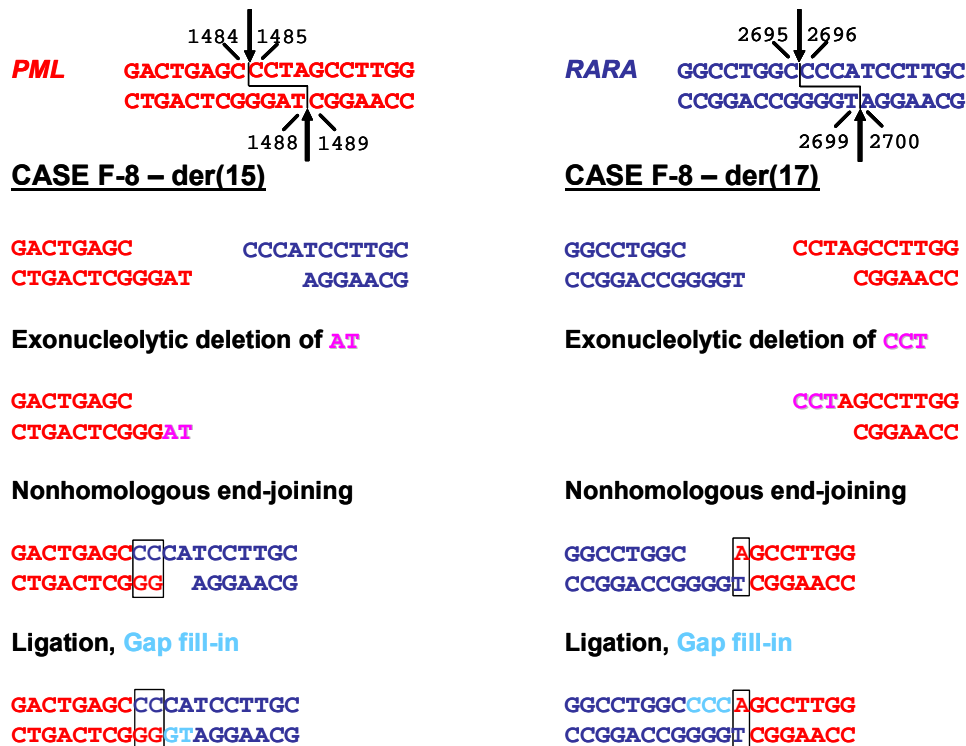 1484 1485
PML GACTGAGCCCTAGCCTTGG
CTGACTCGGGATCGGAACC
1488 1489
CASE F-8 – der(15)
GACTGAGC CCCATCCTTGC
CTGACTCGGGAT AGGAACG
Exonucleolytic deletion of AT
GACTGAGC
CTGACTCGGGAT
Nonhomologous end-joining
GACTGAGCCCCATCCTTGC
CTGACTCGGG AGGAACG
Ligation, Gap fill-in
GACTGAGCCCCATCCTTGC
CTGACTCGGGGTAGGAACG
2695 2696
RARA GGCCTGGCCCCATCCTTGC
CCGGACCGGGGTAGGAACG
2699 2700
CASE F-8 – der(17)
GGCCTGGC CCTAGCCTTGG
CCGGACCGGGGT CGGAACC
Exonucleolytic deletion of CCT
CCTAGCCTTGG
CGGAACC
Nonhomologous end-joining
GGCCTGGC AGCCTTGG
CCGGACCGGGGTCGGAACC
Ligation, Gap fill-in
GGCCTGGCCCCAGCCTTGG
CCGGACCGGGGTCGGAACC